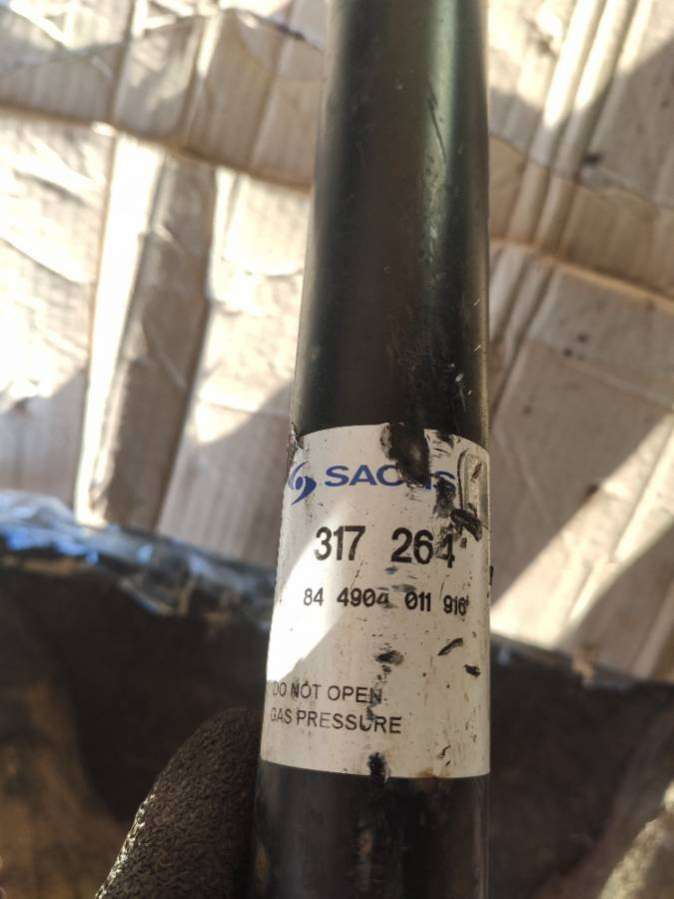 SACHS
317 264
84 4904 011 916
DO NOT OPEN
GAS PRESSURE